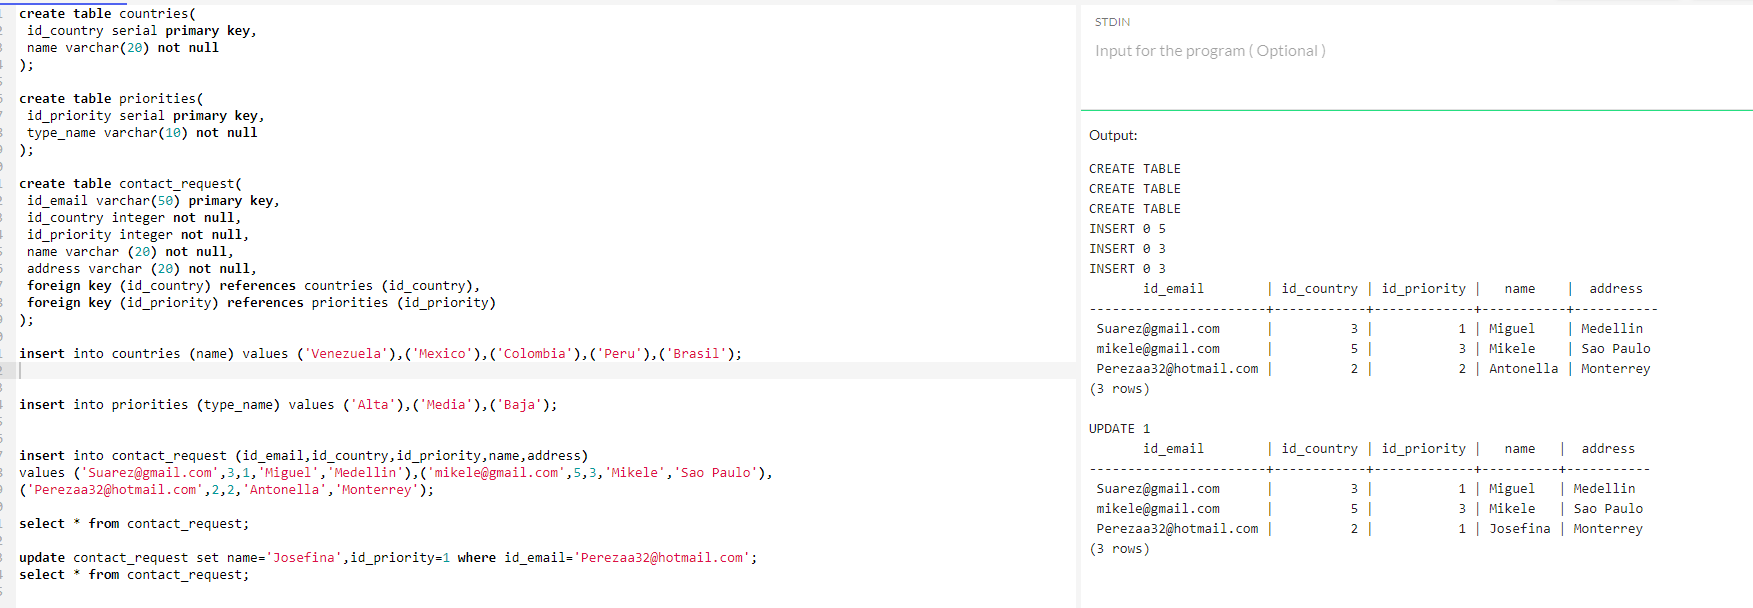 create table countries(
id_country serial primary key,
name varchar(20) not null
);
create table priorities(
id_priority serial primary key,
type_name varchar(10) not null
);
create table contact_request(
id_email varchar(50) primary key,
id_country integer not null,
id_priority integer not null,
name varchar (20) not null,
address varchar (20) not null,
foreign key (id_country) references countries (id_country),
foreign key (id_priority) references priorities (id_priority)
);
insert into countries (name) values ('Venezuela'),('Mexico'),('Colombia'),('Peru'),('Brasil');
insert into priorities (type_name) values ('Alta'),('Media'),('Baja');
insert into contact_request (id_email,id_country,id_priority,name,address)
values ('Suarez@gmail.com',3,1,'Miguel','Medellin'),('mikele@gmail.com',5,3,'Mikele','Sao Paulo'),
('Perezaa32@hotmail.com',2,2,'Antonella','Monterrey');
select * from contact_request;
update contact_request set name='Josefina',id_priority=1 where id_email='Perezaa32@hotmail.com';
select * from contact_request;
STDIN
Input for the program ( Optional )
Output:
CREATE TABLE
CREATE TABLE
CREATE TABLE
INSERT 0 5
INSERT 0 3
INSERT 0 3
id_email | id_country | id_priority | name | address
-----------------------+------------+-------------+-----------+-----------
Suarez@gmail.com | 3 | 1 | Miguel | Medellin
mikele@gmail.com | 5 | 3 | Mikele | Sao Paulo
Perezaa32@hotmail.com | 2 | 2 | Antonella | Monterrey
(3 rows)
UPDATE 1
id_email | id_country | id_priority | name | address
-----------------------+------------+-------------+----------+-----------
Suarez@gmail.com | 3 | 1 | Miguel | Medellin
mikele@gmail.com | 5 | 3 | Mikele | Sao Paulo
Perezaa32@hotmail.com | 2 | 1 | Josefina | Monterrey
(3 rows)